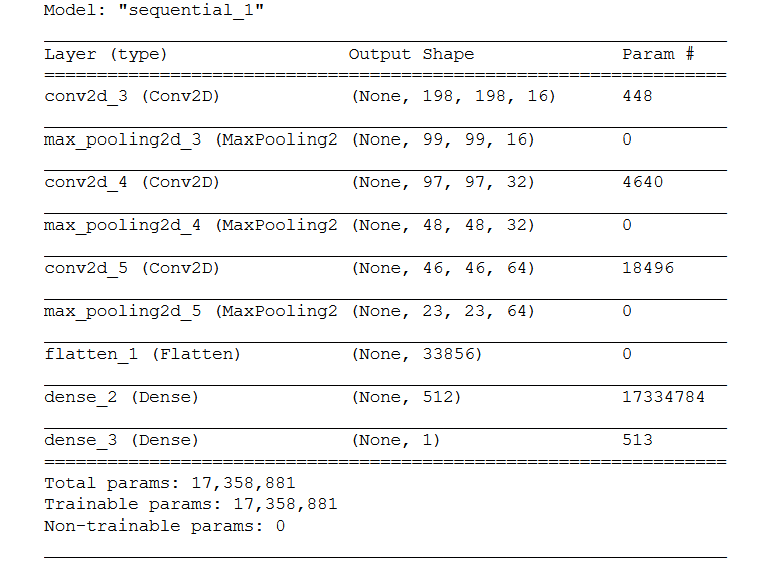 Model: "sequential_1"
Layer (type) Output Shape Param #
=================================================================
conv2d_3 (Conv2D) (None, 198, 198, 16) 448
max_pooling2d_3 (MaxPooling2 (None, 99, 99, 16) 0
conv2d_4 (Conv2D) (None, 97, 97, 32) 4640
max_pooling2d_4 (MaxPooling2 (None, 48, 48, 32) 0
conv2d_5 (Conv2D) (None, 46, 46, 64) 18496
max_pooling2d_5 (MaxPooling2 (None, 23, 23, 64) 0
flatten_1 (Flatten) (None, 33856) 0
dense_2 (Dense) (None, 512) 17334784
dense_3 (Dense) (None, 1) 513
=================================================================
Total params: 17,358,881
Trainable params: 17,358,881
Non-trainable params: 0